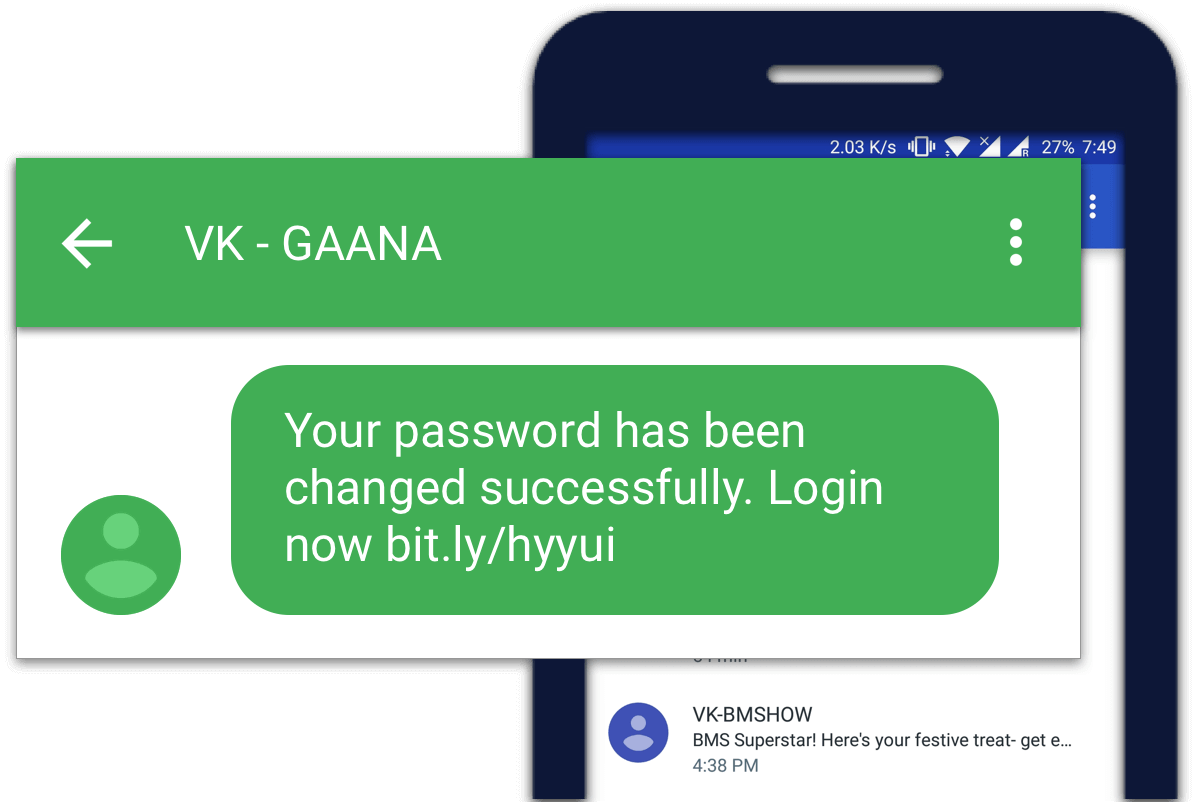 2.03 K/s 27% 7:49
VK - GAANA
Your password has been
changed successfully. Login
now bit.ly/hyyui
VK-BMSHOW
BMS Superstar! Here's your festive treat- get e...
4:38 PM